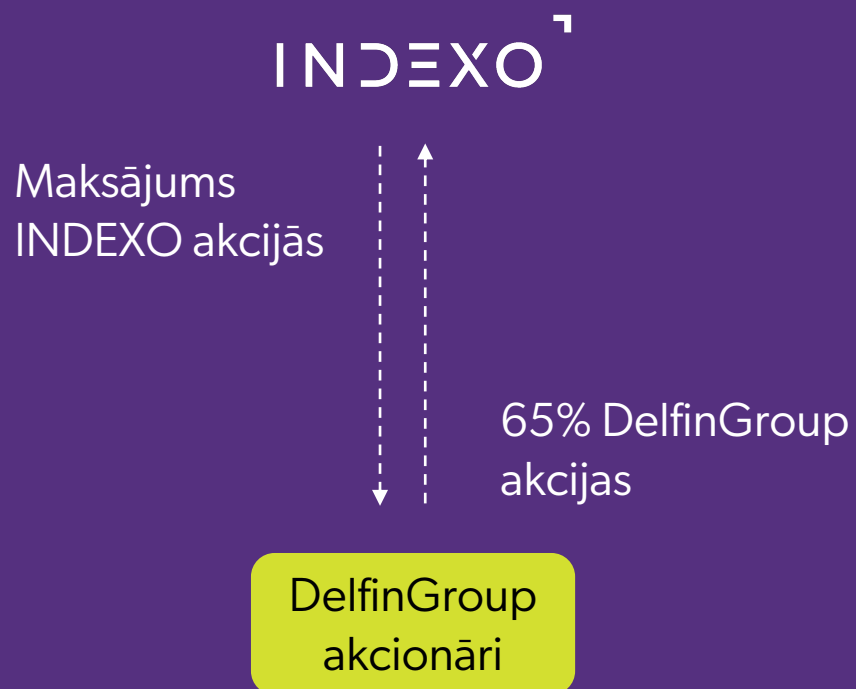 INDEXO
Maksājums
INDEXO akcijās
65% DelfinGroup
akcijas
DelfinGroup
akcionāri